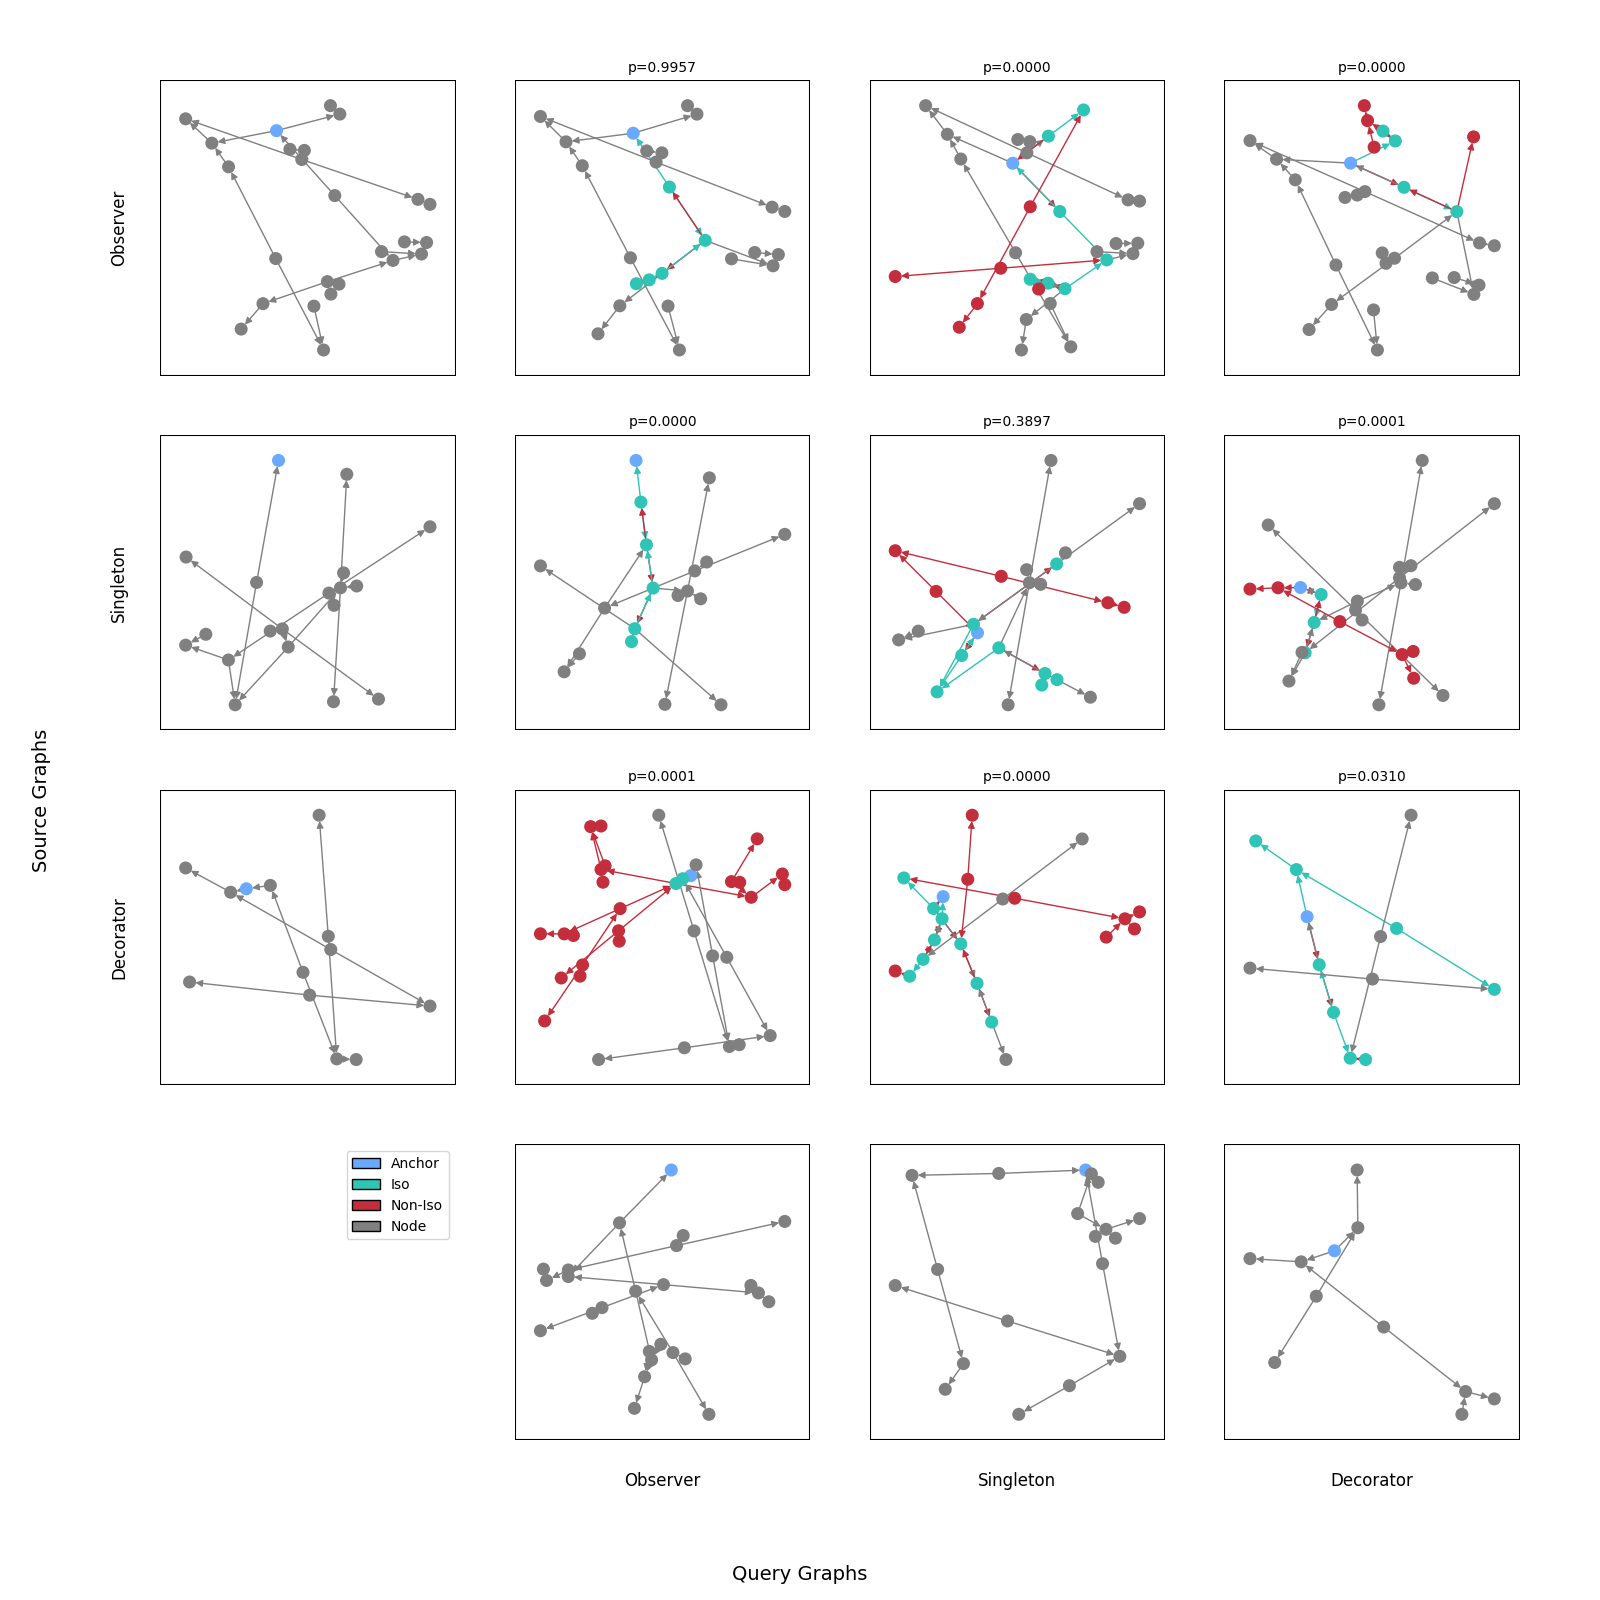 p=0.9957
p=0.0000
p=0.0000
Observer
p=0.0000
p=0.3897
p=0.0001
Singleton
p=0.0001
p=0.0000
p=0.0310
Decorator
Source Graphs
Anchor
Iso
Non-Iso
Node
Observer
Singleton
Decorator
Query Graphs